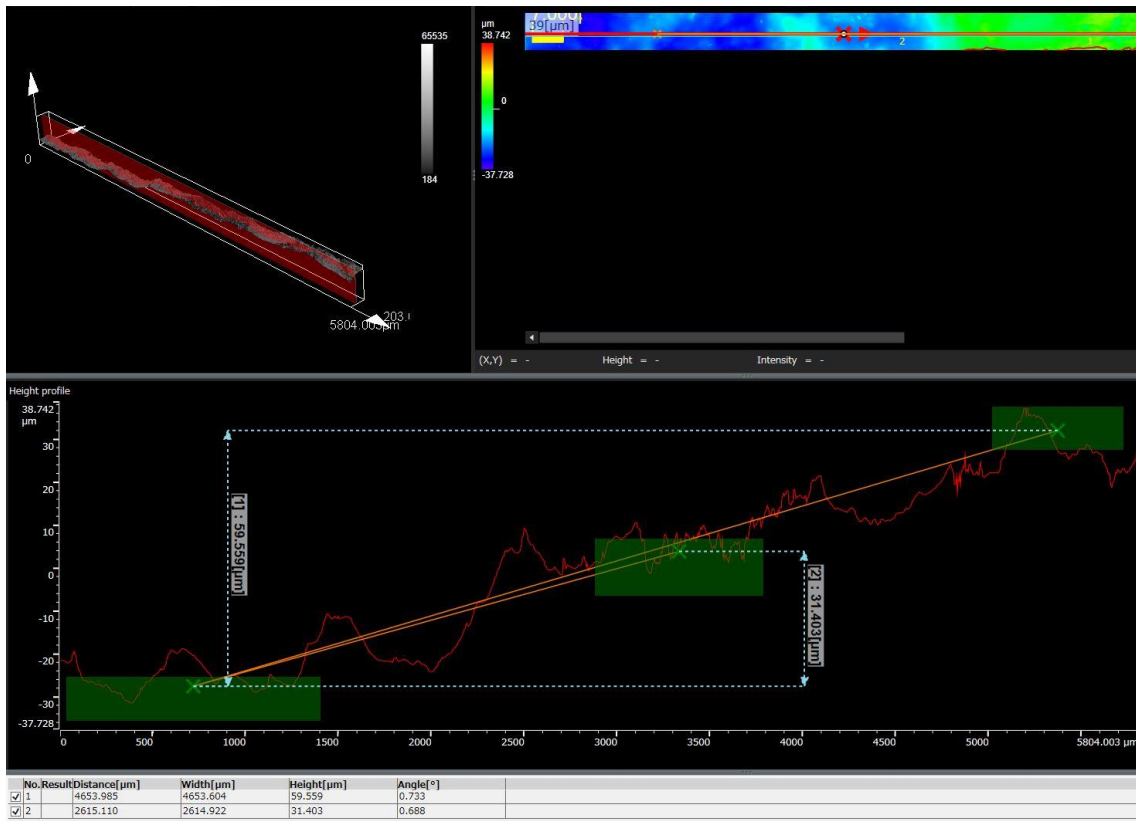 65535
184
0
5804.003µm
203.
µm
38.742
0
-37.728
39[µm]
2
(X,Y) = -
Height = -
Intensity = -
Height profile
38.742
µm
30
20
10
0
-10
-20
-30
-37.728
[1] : 59.559[µm]
[2] : 31.403[µm]
0 500 1000 1500 2000 2500 3000 3500 4000 4500 5000 5804.003 µm
No. Result Distance[µm] Width[µm] Height[µm] Angle[°]
1 4653.985 4653.604 59.559 0.733
2 2615.110 2614.922 31.403 0.688